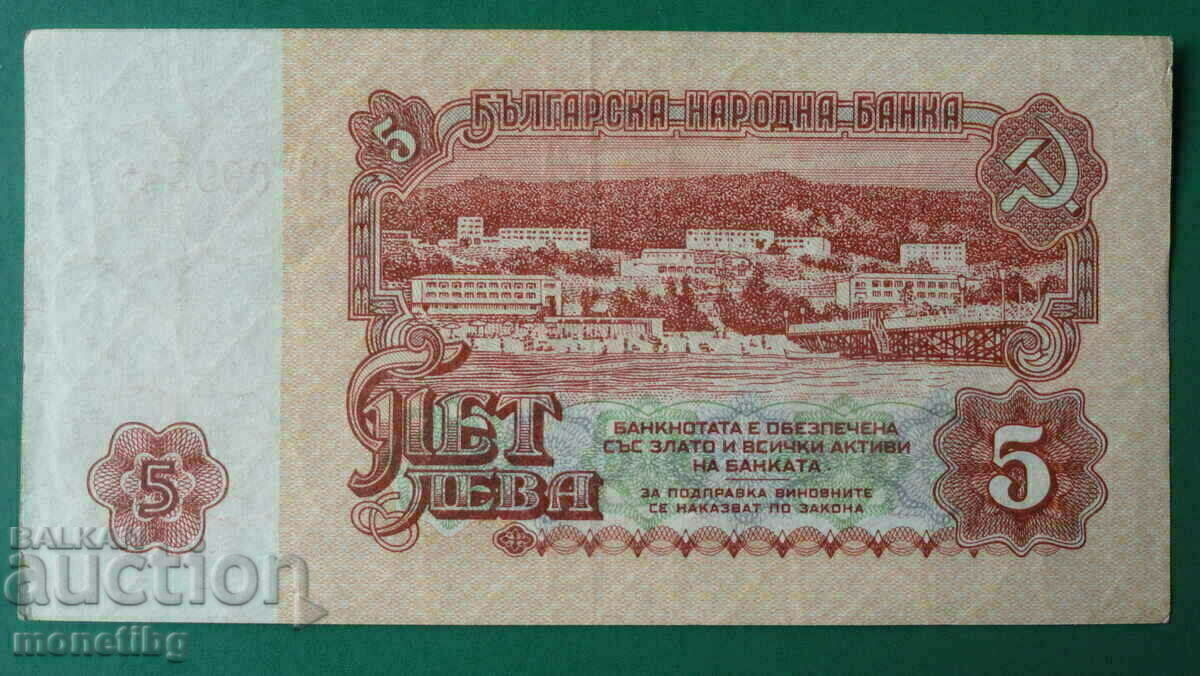 5
БЪЛГАРСКА НАРОДНА БАНКА
ПЕТ
ЛЕВА
БАНКНОТАТА Е ОБЕЗПЕЧЕНА
СЪС ЗЛАТО И ВСИЧКИ АКТИВИ
НА БАНКАТА
ЗА ПОДПРАВКА ВИНОВНИТЕ
СЕ НАКАЗВАТ ПО ЗАКОНА
5
5
BALKAN
auction
monetibg